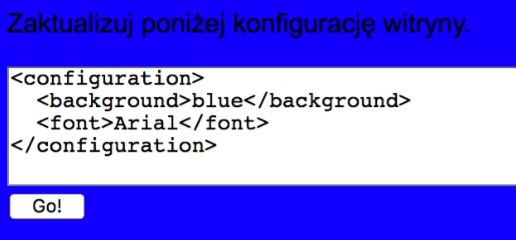 Zaktualizuj poniżej konfigurację witryny.
<configuration>
  <background>blue</background>
  <font>Arial</font>
</configuration>
Go!